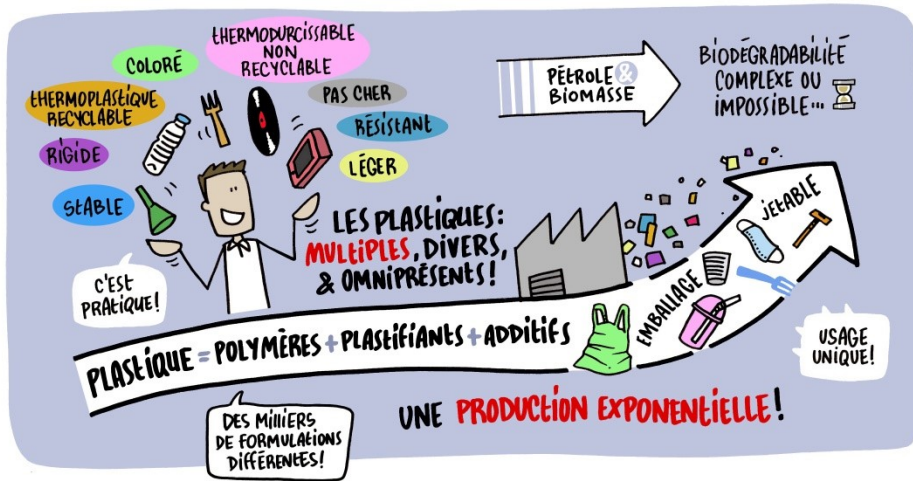 THERMODURCISSABLE
NON
RECYCLABLE
COLORÉ
THERMOPLASTIQUE
RECYCLABLE
PAS CHER
RIGIDE
RÉSISTANT
STABLE
LÉGER
PÉTROLE &
BIOMASSE
BIODÉGRADABILITÉ
COMPLEXE OU
IMPOSSIBLE...
C'EST
PRATIQUE!
LES PLASTIQUES:
MULTIPLES, DIVERS,
& OMNIPRÉSENTS!
PLASTIQUE = POLYMÈRES + PLASTIFIANTS + ADDITIFS
EMBALLAGE
JETABLE
USAGE
UNIQUE!
DES MILLIERS
DE FORMULATIONS
DIFFÉRENTES!
UNE PRODUCTION EXPONENTIELLE!